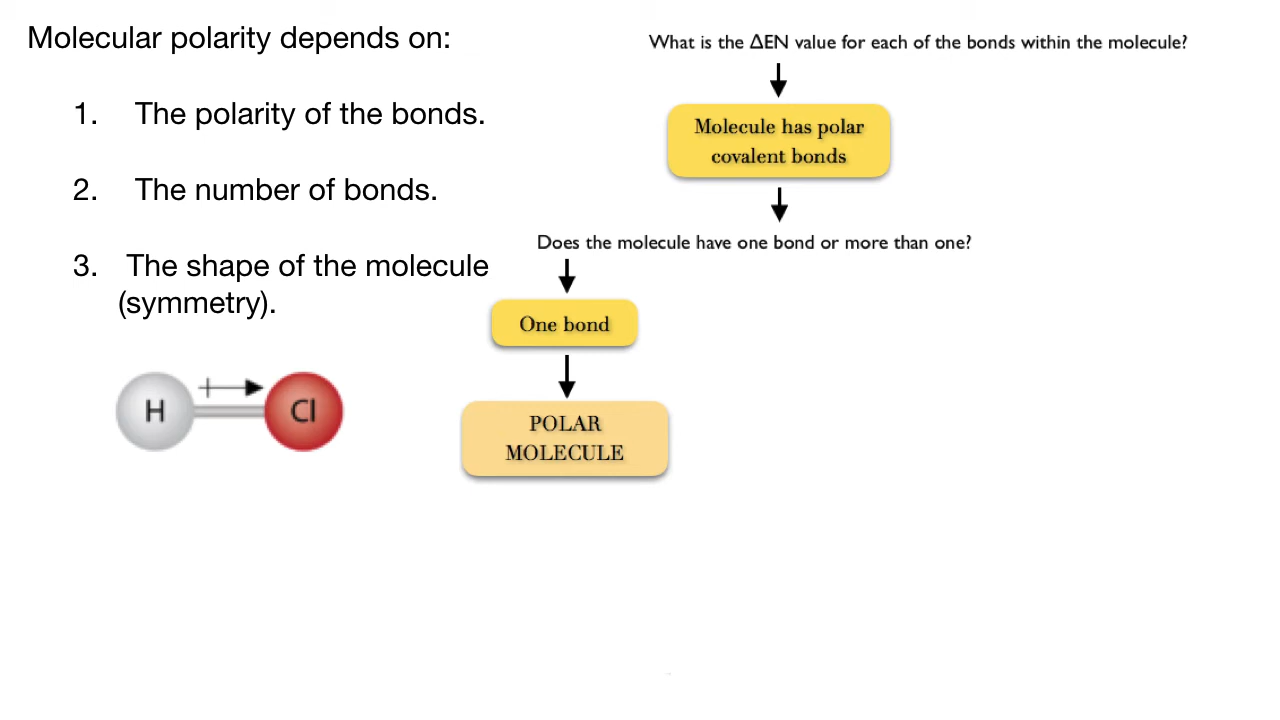 Molecular polarity depends on:
1. The polarity of the bonds.
2. The number of bonds.
3. The shape of the molecule
(symmetry).
H
Cl
What is the ΔEN value for each of the bonds within the molecule?
Molecule has polar
covalent bonds
Does the molecule have one bond or more than one?
One bond
POLAR
MOLECULE